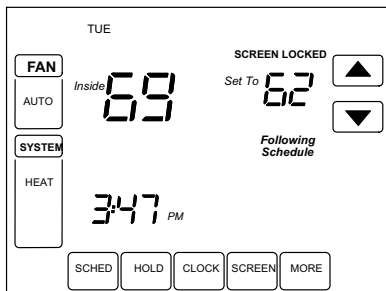 TUE
SCREEN LOCKED
FAN
AUTO
Inside 69
Set To 62
Following
Schedule
SYSTEM
HEAT
3:47 PM
SCHED HOLD CLOCK SCREEN MORE